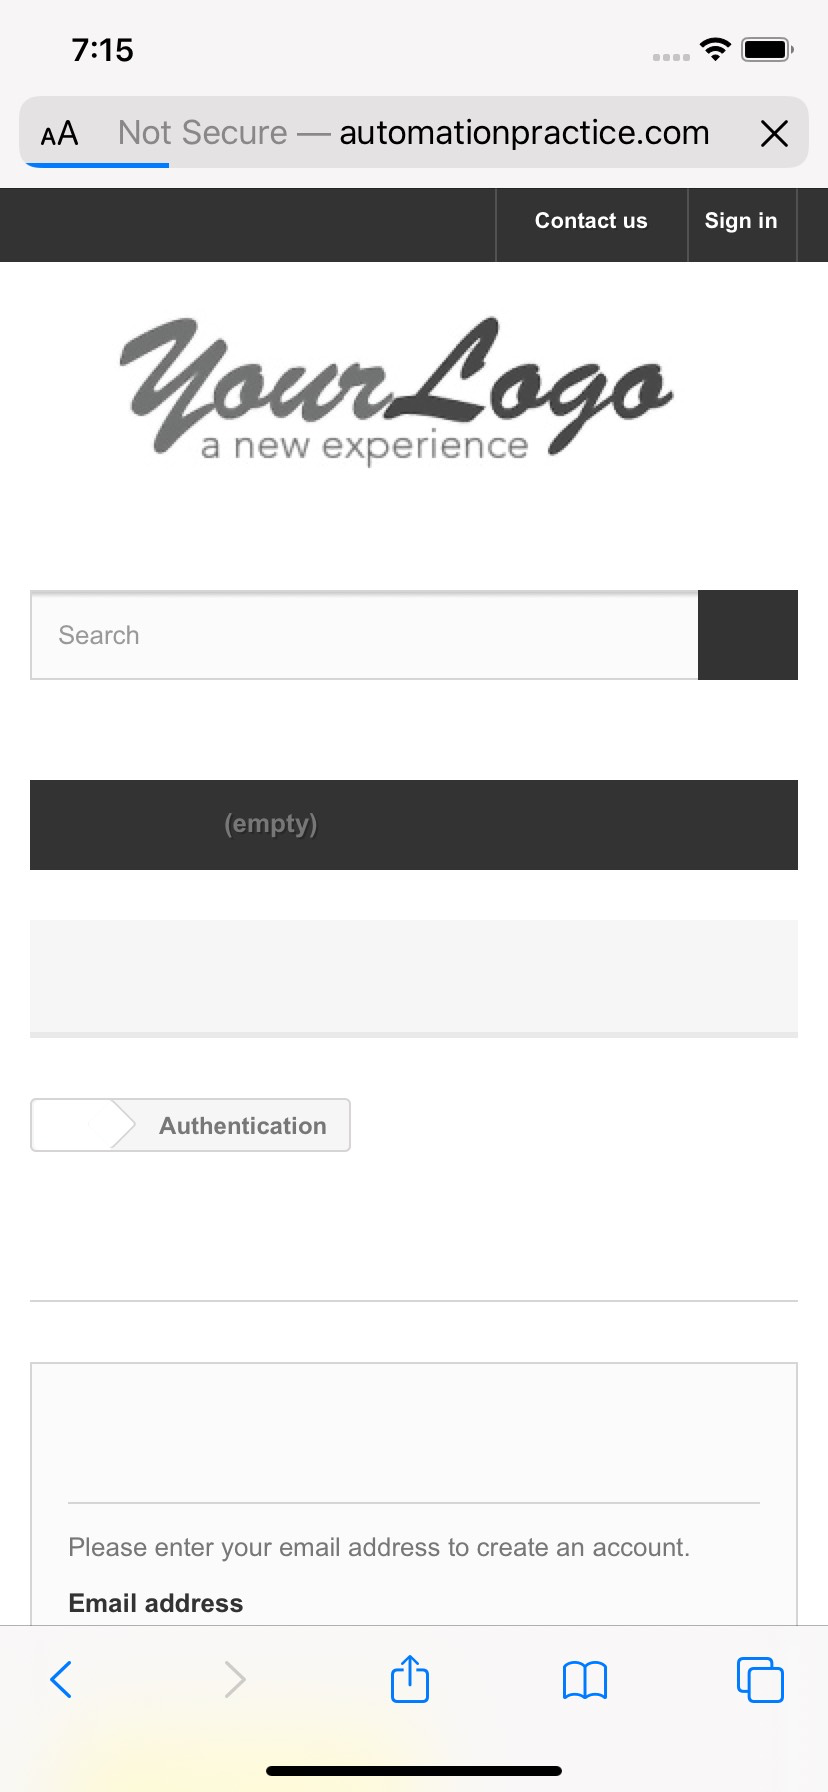 7:15
AA Not Secure — automationpractice.com
Contact us Sign in
YourLogo
a new experience
Search
(empty)
Authentication
Please enter your email address to create an account.
Email address